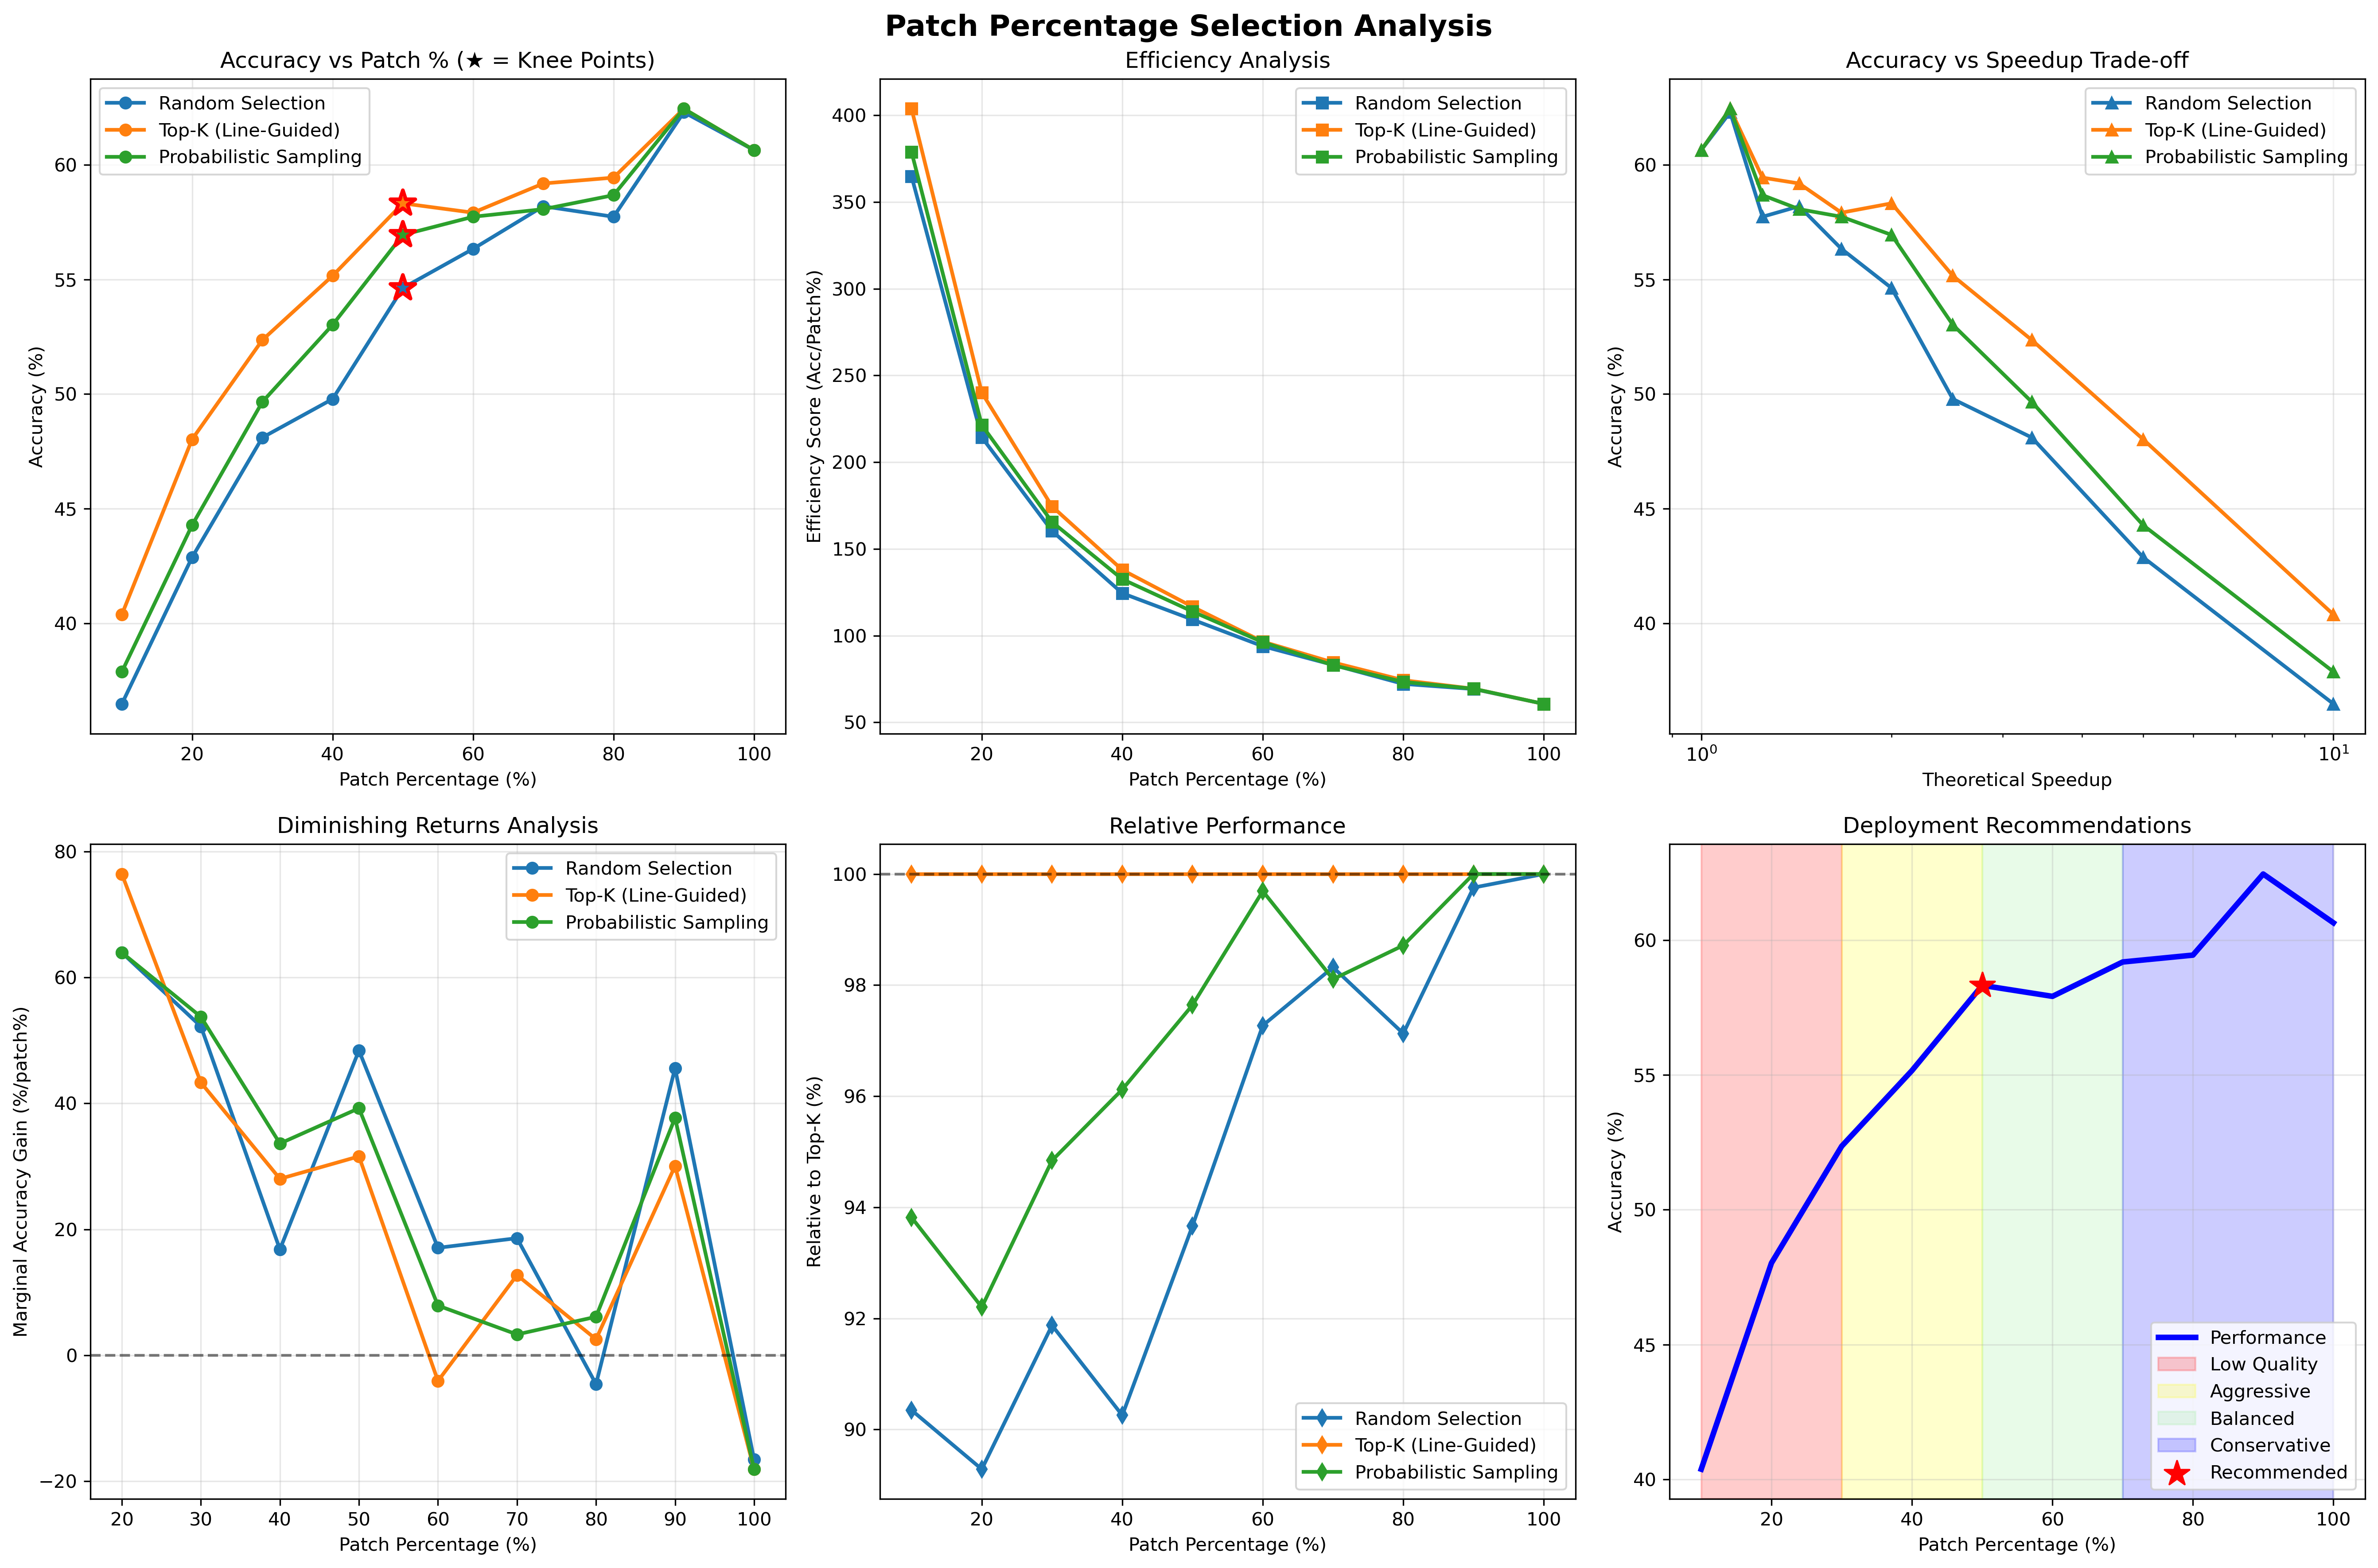 Patch Percentage Selection Analysis
Accuracy vs Patch % (★ = Knee Points)
Random Selection
Top-K (Line-Guided)
Probabilistic Sampling
Accuracy (%)
60
55
50
45
40
20
40
60
80
100
Patch Percentage (%)
Efficiency Analysis
Random Selection
Top-K (Line-Guided)
Probabilistic Sampling
Efficiency Score (Acc/Patch%)
400
350
300
250
200
150
100
50
20
40
60
80
100
Patch Percentage (%)
Accuracy vs Speedup Trade-off
Random Selection
Top-K (Line-Guided)
Probabilistic Sampling
Accuracy (%)
60
55
50
45
40
10⁰
10¹
Theoretical Speedup
Diminishing Returns Analysis
Random Selection
Top-K (Line-Guided)
Probabilistic Sampling
Marginal Accuracy Gain (%/patch%)
80
60
40
20
0
−20
20
30
40
50
60
70
80
90
100
Patch Percentage (%)
Relative Performance
Relative to Top-K (%)
100
98
96
94
92
90
Random Selection
Top-K (Line-Guided)
Probabilistic Sampling
20
40
60
80
100
Patch Percentage (%)
Deployment Recommendations
Accuracy (%)
60
55
50
45
40
Performance
Low Quality
Aggressive
Balanced
Conservative
Recommended
20
40
60
80
100
Patch Percentage (%)